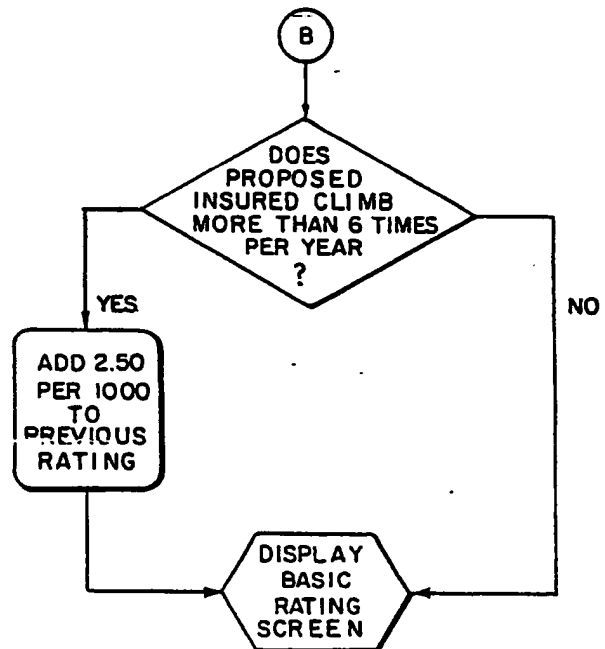 B
DOES
PROPOSED
INSURED CLIMB
MORE THAN 6 TIMES
PER YEAR
?
YES
NO
ADD 2.50
PER 1000
TO
PREVIOUS
RATING
DISPLAY
BASIC
RATING
SCREEN